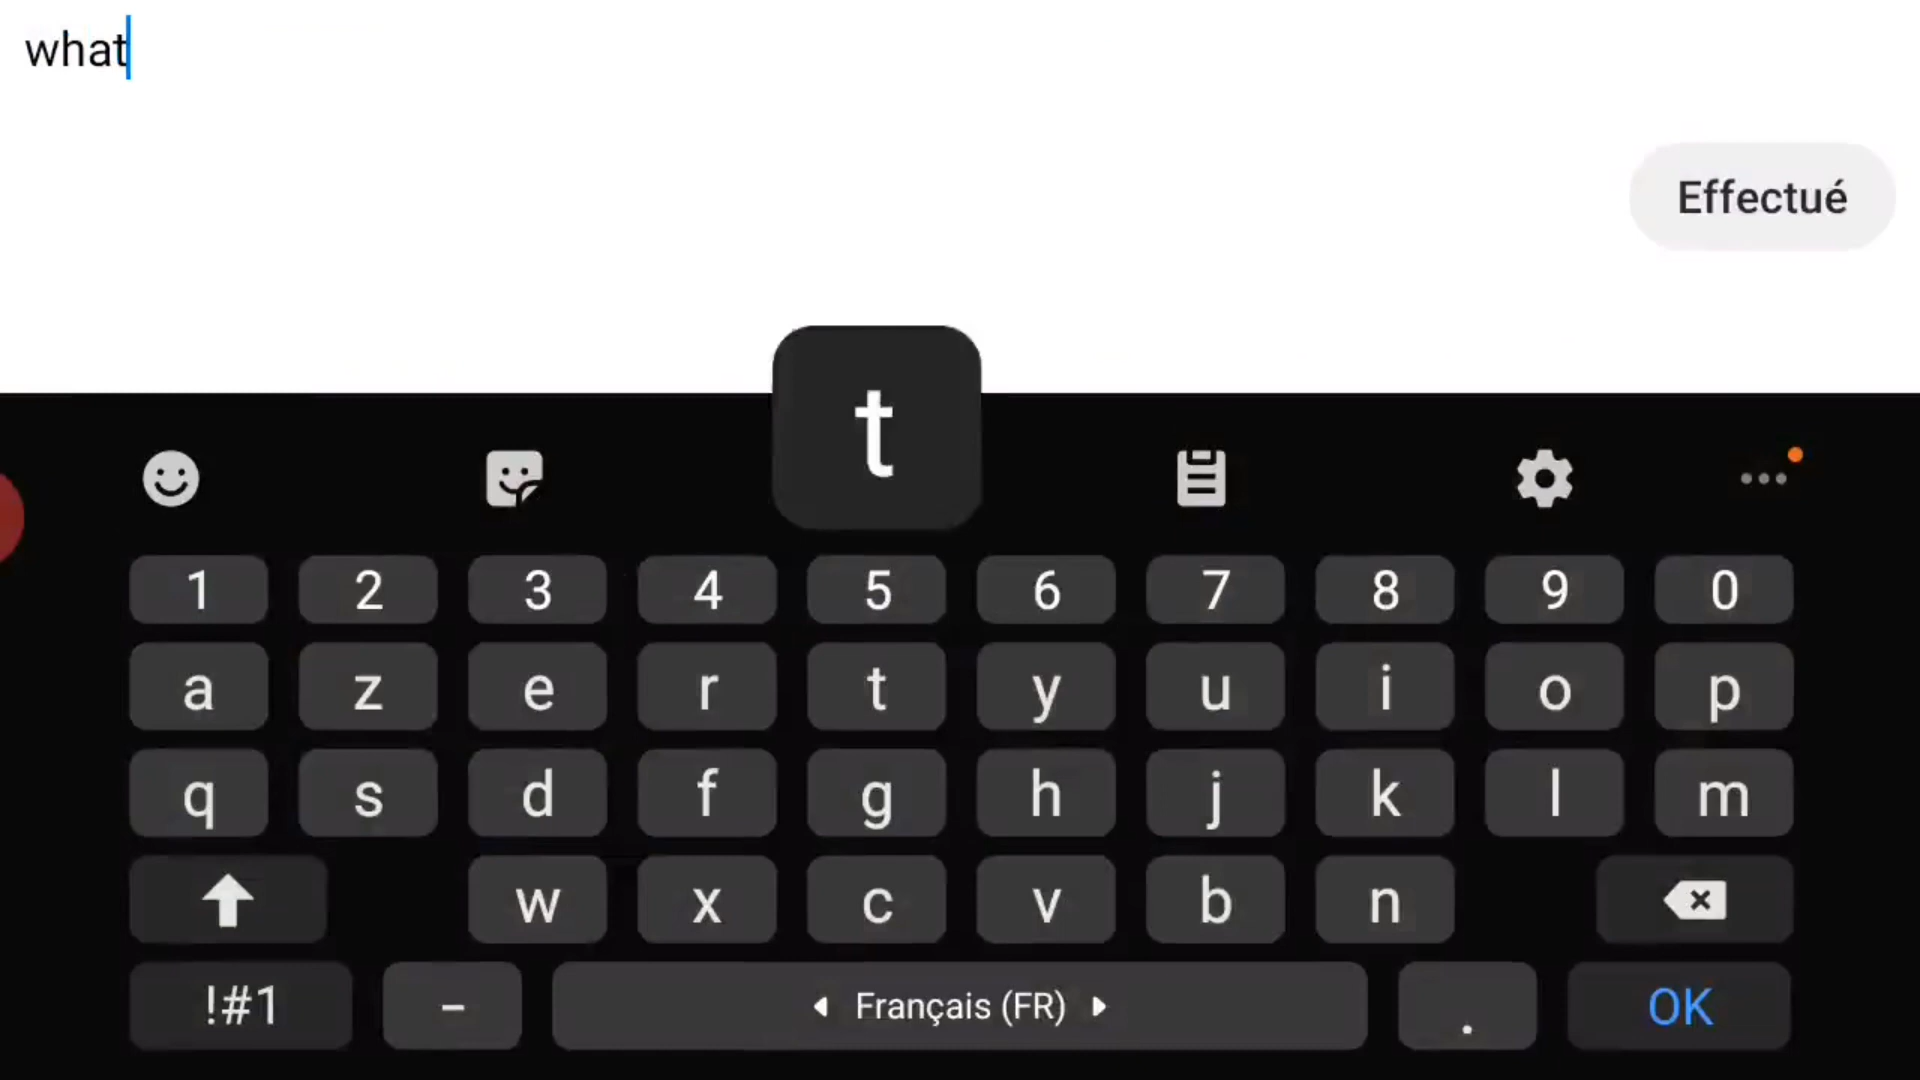 what
Effectué
t
1 2 3 4 5 6 7 8 9 0
a z e r t y u i o p
q s d f g h j k l m
w x c v b n
!#1 - Français (FR) . OK